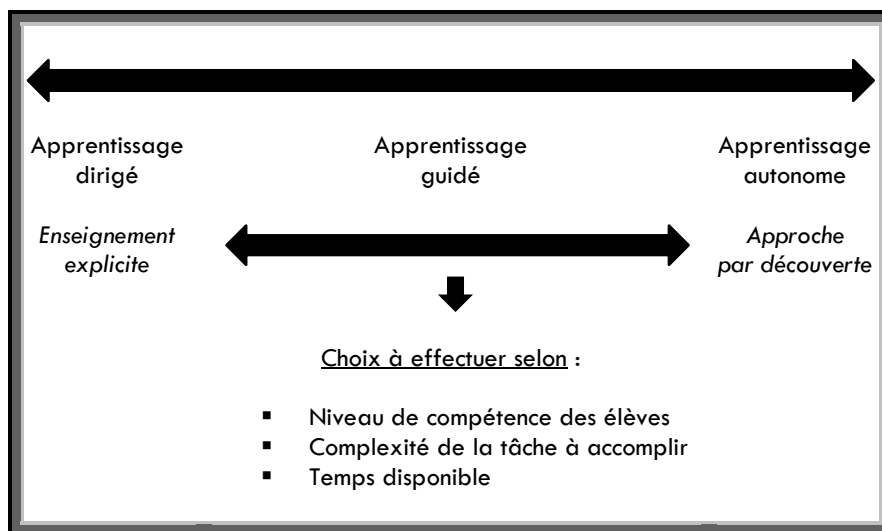 Apprentissage
dirigé
Apprentissage
guidé
Apprentissage
autonome
Enseignement
explicite
Approche
par découverte
Choix à effectuer selon :
▪ Niveau de compétence des élèves
▪ Complexité de la tâche à accomplir
▪ Temps disponible